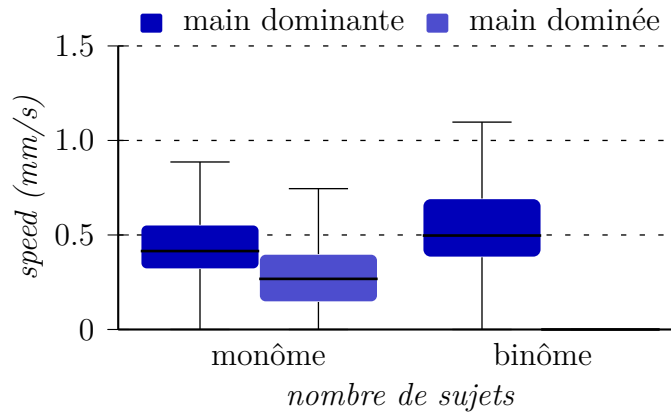 main dominante main dominée
1.5
1.0
0.5
0
speed (mm/s)
monôme binôme
nombre de sujets